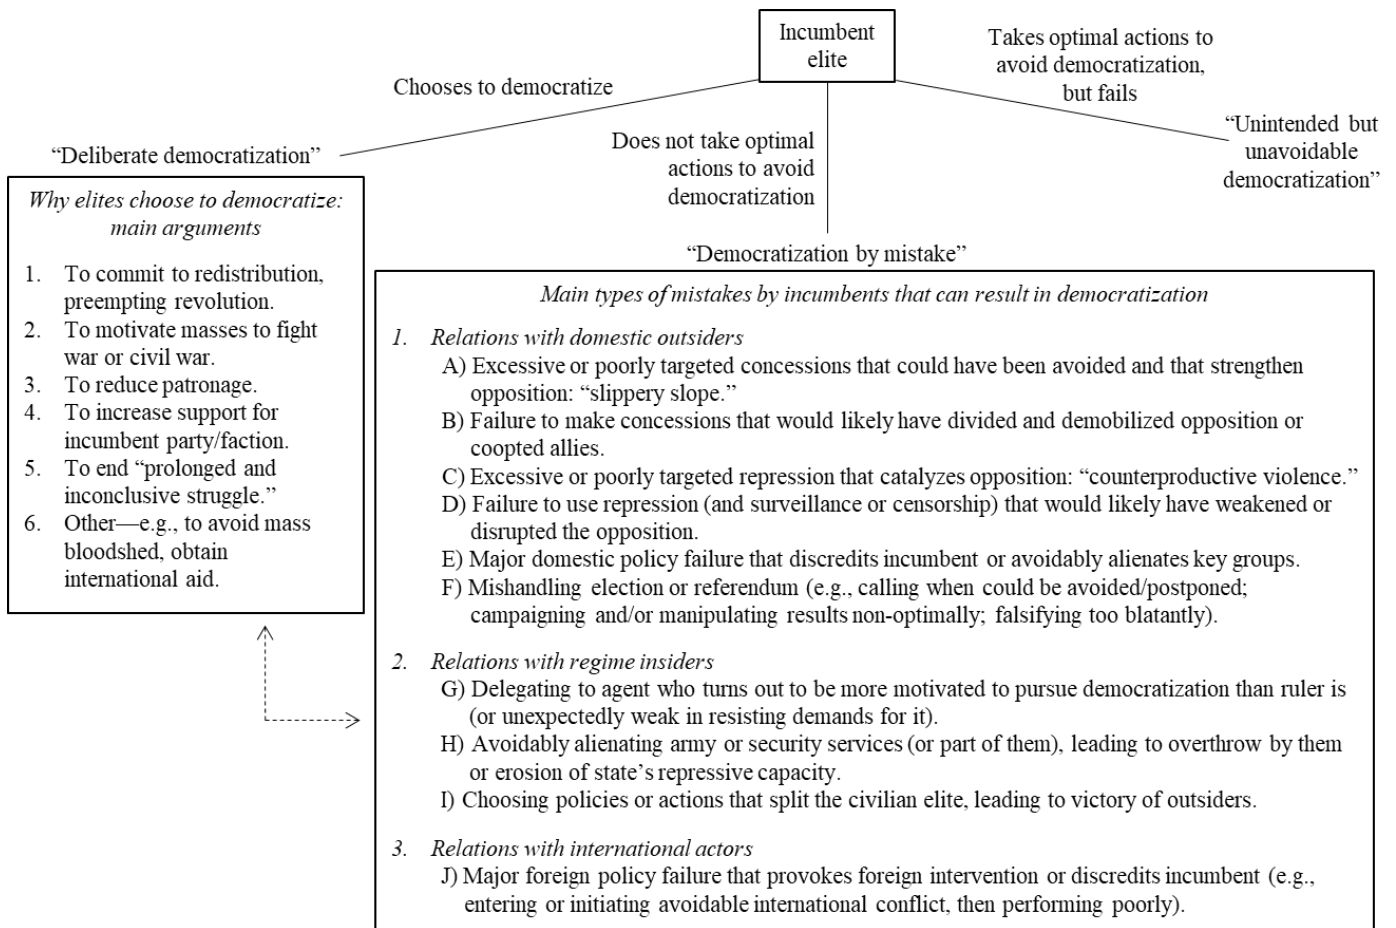 Incumbent
elite
Chooses to democratize
Takes optimal actions to
avoid democratization,
but fails
Does not take optimal
actions to avoid
democratization
“Deliberate democratization”
“Unintended but
unavoidable
democratization”
Why elites choose to democratize:
main arguments
1. To commit to redistribution,
preempting revolution.
2. To motivate masses to fight
war or civil war.
3. To reduce patronage.
4. To increase support for
incumbent party/faction.
5. To end “prolonged and
inconclusive struggle.”
6. Other—e.g., to avoid mass
bloodshed, obtain
international aid.
“Democratization by mistake”
Main types of mistakes by incumbents that can result in democratization
1. Relations with domestic outsiders
A) Excessive or poorly targeted concessions that could have been avoided and that strengthen
opposition: “slippery slope.”
B) Failure to make concessions that would likely have divided and demobilized opposition or
coopted allies.
C) Excessive or poorly targeted repression that catalyzes opposition: “counterproductive violence.”
D) Failure to use repression (and surveillance or censorship) that would likely have weakened or
disrupted the opposition.
E) Major domestic policy failure that discredits incumbent or avoidably alienates key groups.
F) Mishandling election or referendum (e.g., calling when could be avoided/postponed;
campaigning and/or manipulating results non-optimally; falsifying too blatantly).
2. Relations with regime insiders
G) Delegating to agent who turns out to be more motivated to pursue democratization than ruler is
(or unexpectedly weak in resisting demands for it).
H) Avoidably alienating army or security services (or part of them), leading to overthrow by them
or erosion of state’s repressive capacity.
I) Choosing policies or actions that split the civilian elite, leading to victory of outsiders.
3. Relations with international actors
J) Major foreign policy failure that provokes foreign intervention or discredits incumbent (e.g.,
entering or initiating avoidable international conflict, then performing poorly).